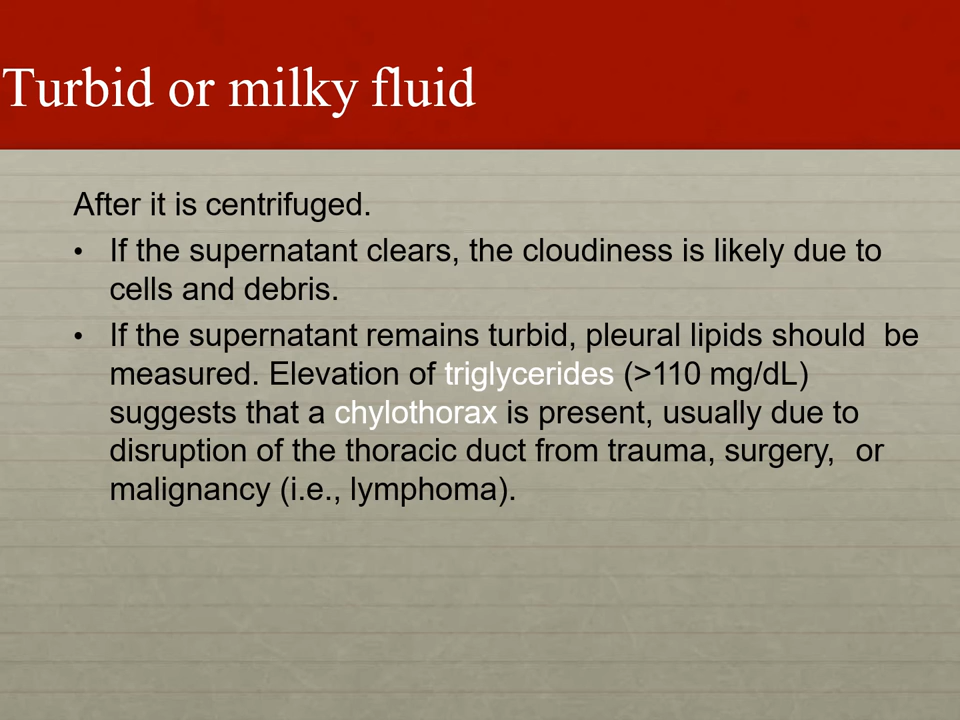 Turbid or milky fluid
After it is centrifuged.
• If the supernatant clears, the cloudiness is likely due to
cells and debris.
• If the supernatant remains turbid, pleural lipids should be
measured. Elevation of triglycerides (>110 mg/dL)
suggests that a chylothorax is present, usually due to
disruption of the thoracic duct from trauma, surgery, or
malignancy (i.e., lymphoma).